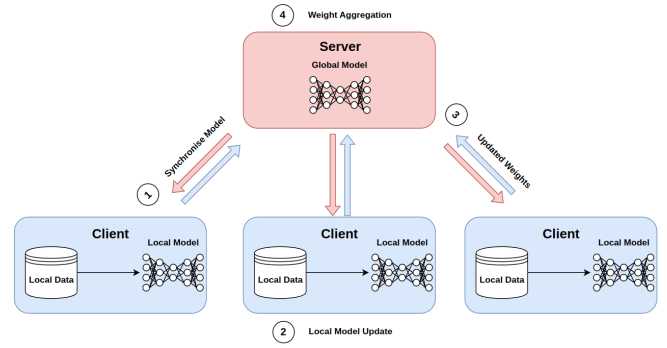 4 Weight Aggregation
Server
Global Model
3
Synchronise Model
Updated Weights
1
Client
Local Model
Local Data
Client
Local Model
Local Data
Client
Local Model
Local Data
2 Local Model Update